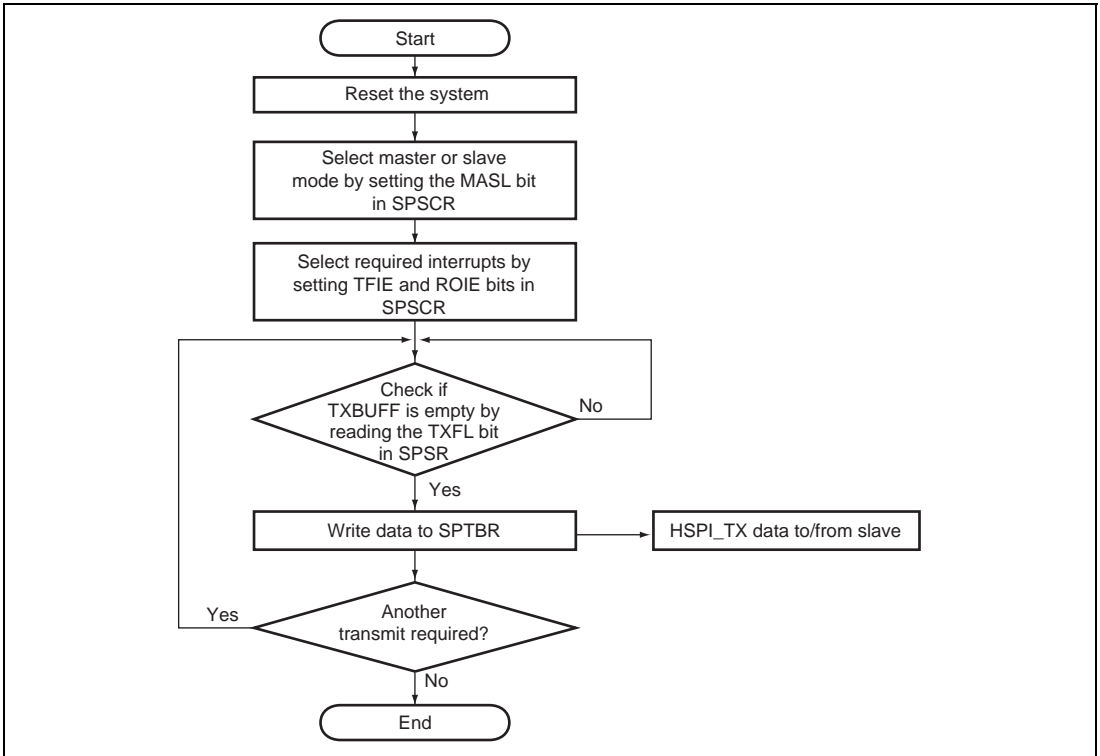 Start
Reset the system
Select master or slave
mode by setting the MASL bit
in SPSCR
Select required interrupts by
setting TFIE and ROIE bits in
SPSCR
Check if
TXBUFF is empty by
reading the TXFL bit
in SPSR
No
Yes
Write data to SPTBR
HSPI_TX data to/from slave
Another
transmit required?
Yes
No
End